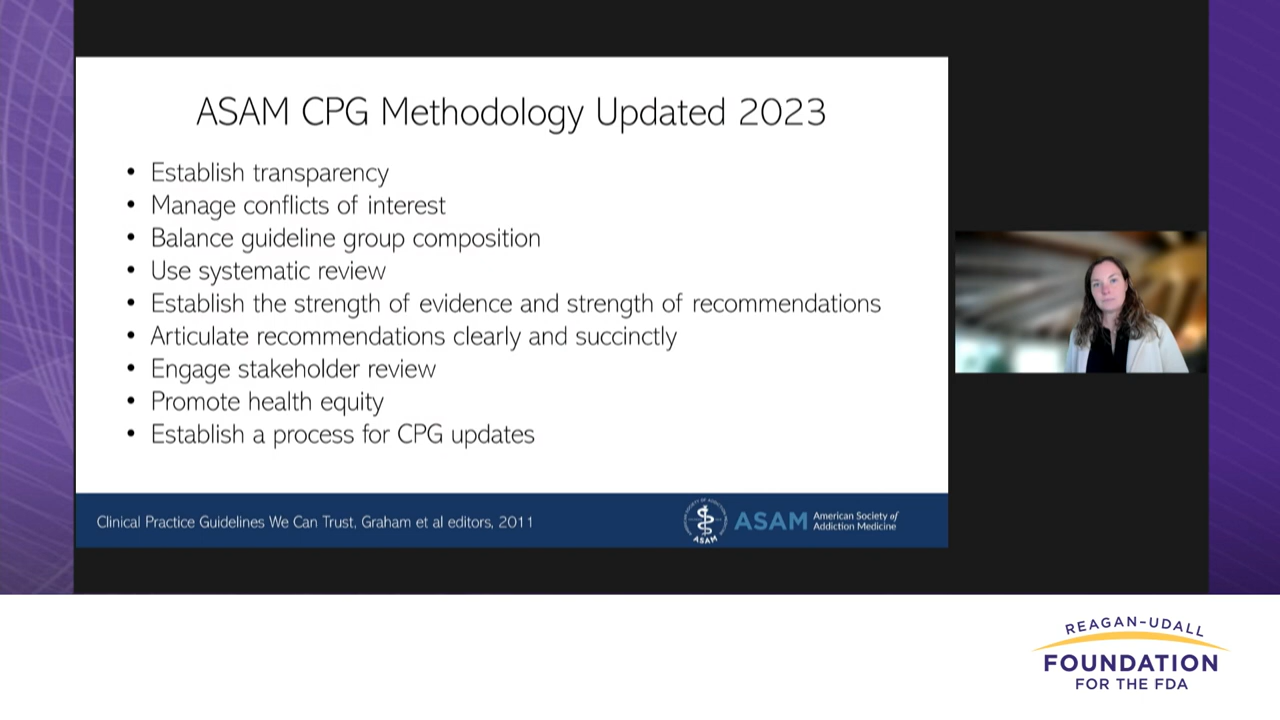 ASAM CPG Methodology Updated 2023
• Establish transparency
• Manage conflicts of interest
• Balance guideline group composition
• Use systematic review
• Establish the strength of evidence and strength of recommendations
• Articulate recommendations clearly and succinctly
• Engage stakeholder review
• Promote health equity
• Establish a process for CPG updates
Clinical Practice Guidelines We Can Trust, Graham et al editors, 2011
ASAM
ASAM
American Society of
Addiction Medicine
REAGAN-UDALL
FOUNDATION
FOR THE FDA